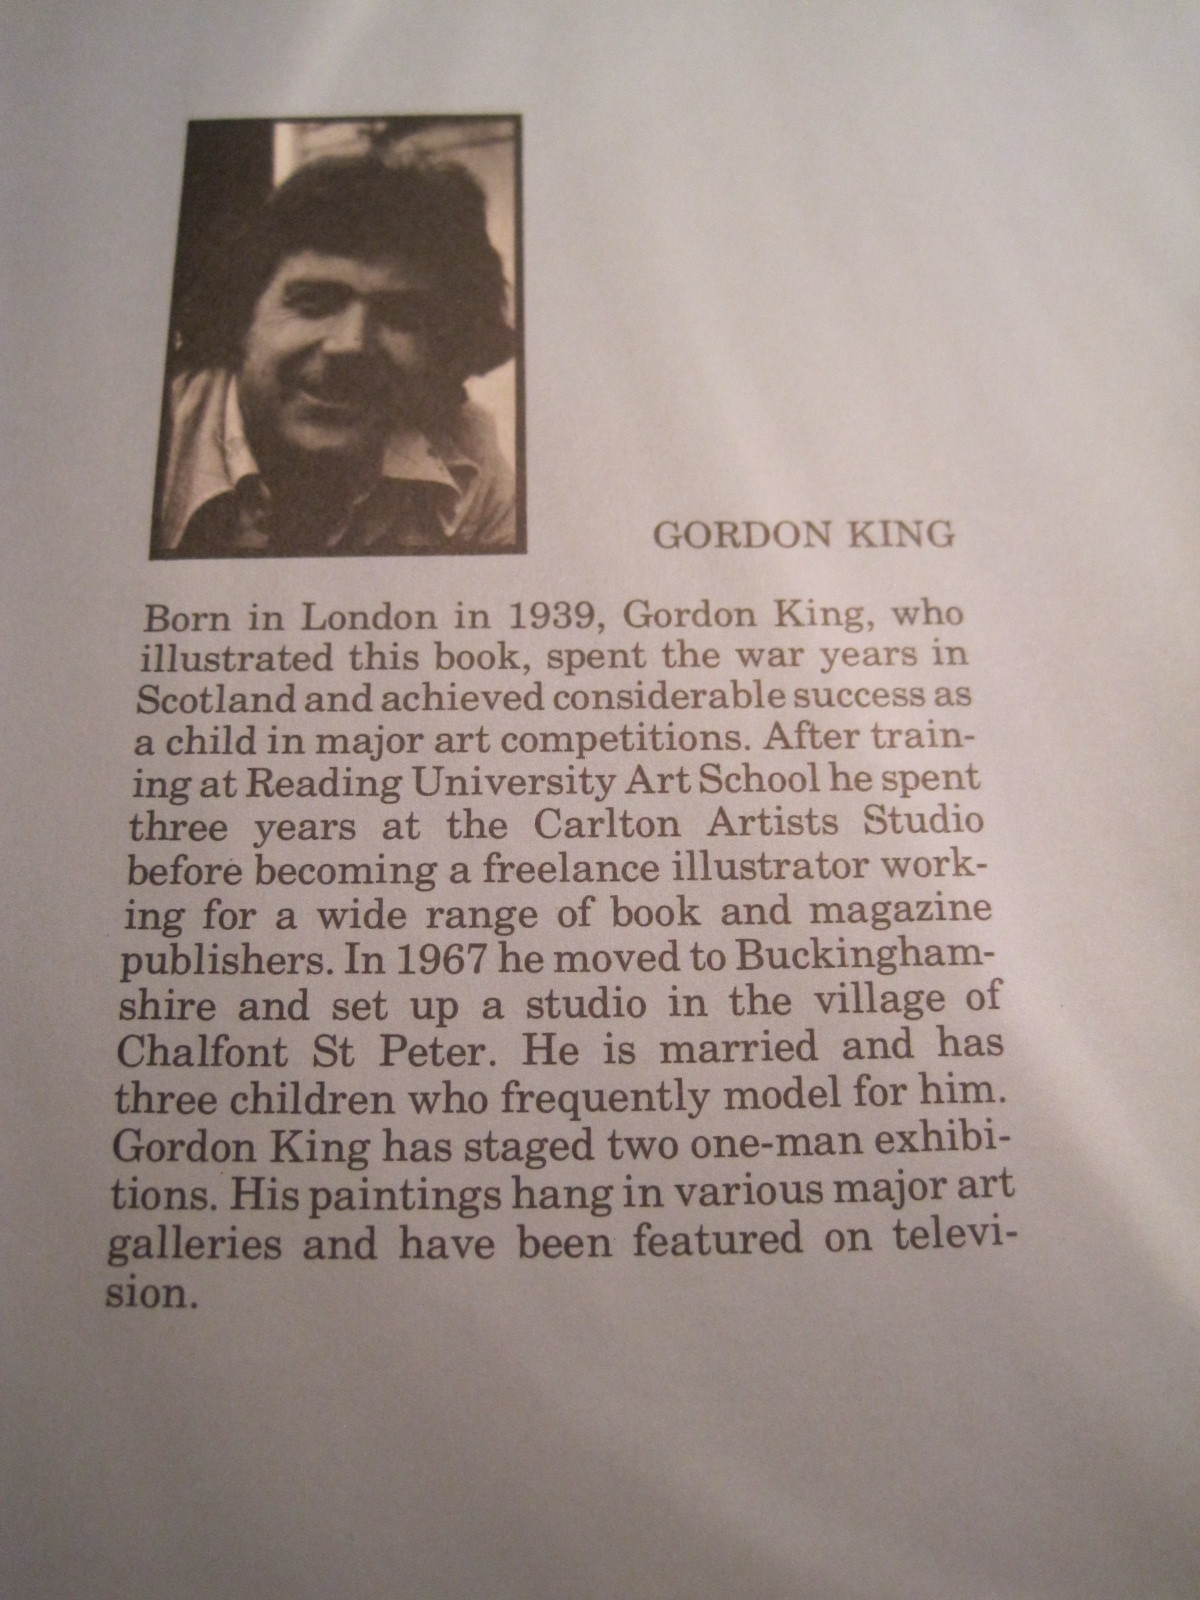 GORDON KING
Born in London in 1939, Gordon King, who
illustrated this book, spent the war years in
Scotland and achieved considerable success as
a child in major art competitions. After train-
ing at Reading University Art School he spent
three years at the Carlton Artists Studio
before becoming a freelance illustrator work-
ing for a wide range of book and magazine
publishers. In 1967 he moved to Buckingham-
shire and set up a studio in the village of
Chalfont St Peter. He is married and has
three children who frequently model for him.
Gordon King has staged two one-man exhibi-
tions. His paintings hang in various major art
galleries and have been featured on televi-
sion.